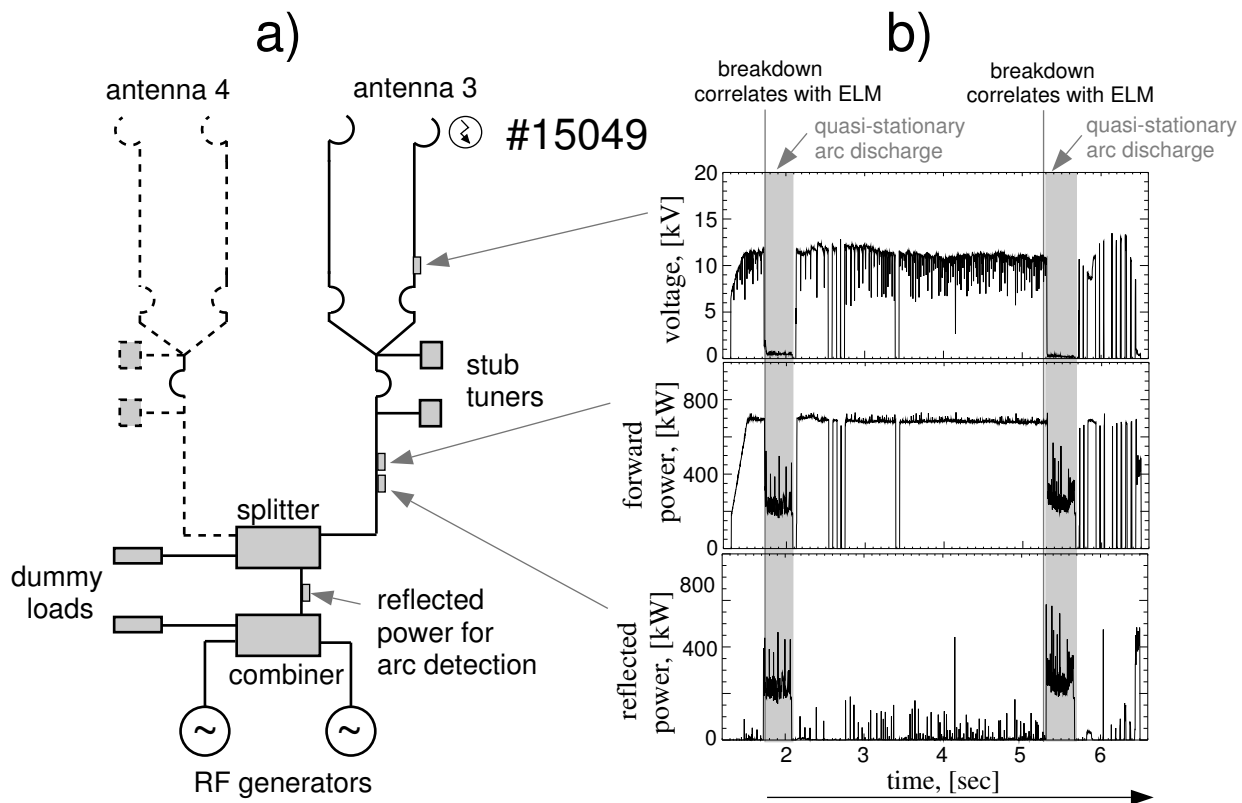 a)
antenna 4
antenna 3
#15049
stub
tuners
splitter
dummy
loads
reflected
power for
arc detection
combiner
~
~
RF generators
b)
breakdown
correlates with ELM
breakdown
correlates with ELM
quasi-stationary
arc discharge
quasi-stationary
arc discharge
voltage, [kV]
20
15
10
5
0
forward
power, [kW]
800
400
0
reflected
power, [kW]
800
400
0
2
3
4
5
6
time, [sec]